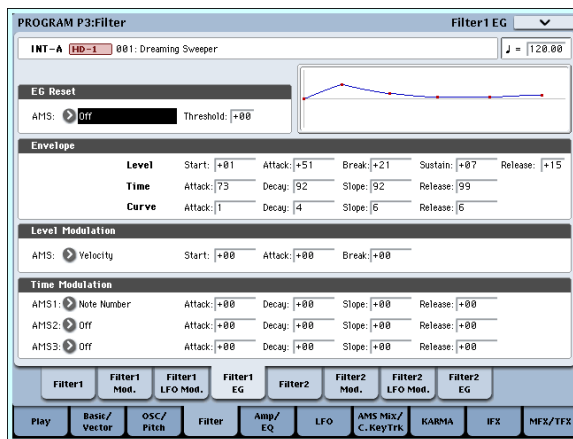 PROGRAM P3:Filter Filter1 EG
INT-A HD-1 001: Dreaming Sweeper ♩ = 120.00
EG Reset
AMS: Off Threshold: +00
Envelope
Level Start: +01 Attack: +51 Break: +21 Sustain: +07 Release: +15
Time Attack: 73 Decay: 92 Slope: 92 Release: 99
Curve Attack: 1 Decay: 4 Slope: 6 Release: 6
Level Modulation
AMS: Velocity Start: +00 Attack: +00 Break: +00
Time Modulation
AMS1: Note Number Attack: +00 Decay: +00 Slope: +00 Release: +00
AMS2: Off Attack: +00 Decay: +00 Slope: +00 Release: +00
AMS3: Off Attack: +00 Decay: +00 Slope: +00 Release: +00
Filter1 Filter1 Mod. Filter1 LFO Mod. Filter1 EG Filter2 Filter2 Mod. Filter2 LFO Mod. Filter2 EG
Play Basic/Vector OSC/Pitch Filter Amp/EQ LFO AMS Mix/C.KeyTrk KARMA IFX MFX/TFX